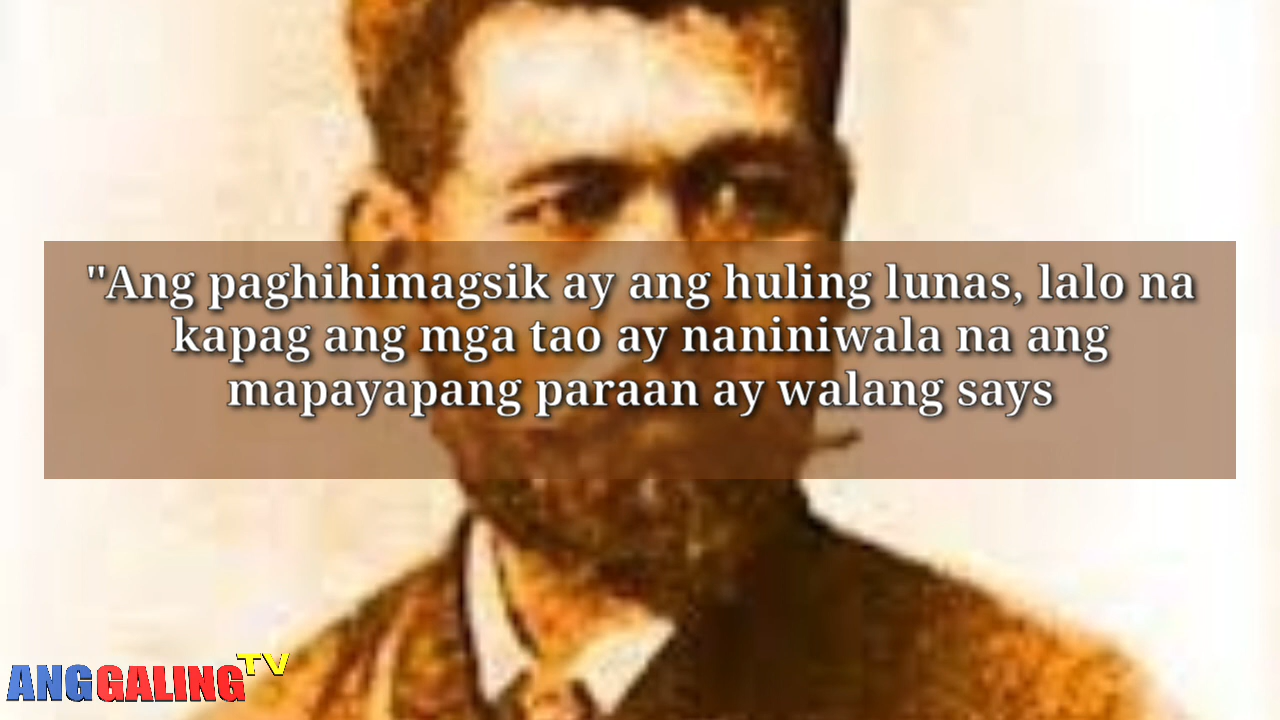 "Ang paghihimagsik ay ang huling lunas, lalo na
kapag ang mga tao ay naniniwala na ang
mapayapang paraan ay walang says
ANGGALING TV